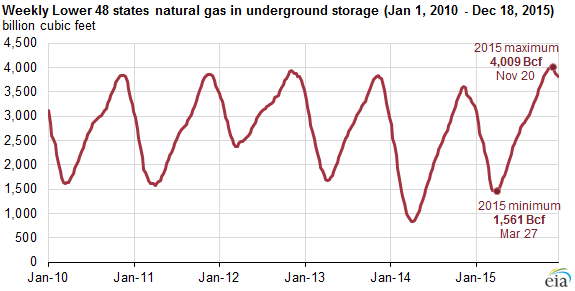 Weekly Lower 48 states natural gas in underground storage (Jan 1, 2010 - Dec 18, 2015)
billion cubic feet
4,500
4,000
3,500
3,000
2,500
2,000
1,500
1,000
500
0
2015 maximum
4,009 Bcf
Nov 20
2015 minimum
1,561 Bcf
Mar 27
Jan-10 Jan-11 Jan-12 Jan-13 Jan-14 Jan-15
eia